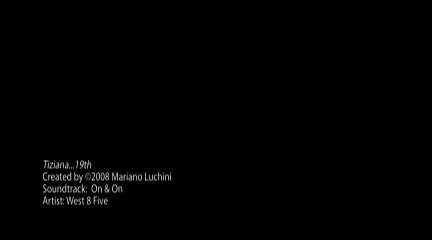 Tiziana...19th
Created by ©2008 Mariano Luchini
Soundtrack: On & On
Artist: West 8 Five